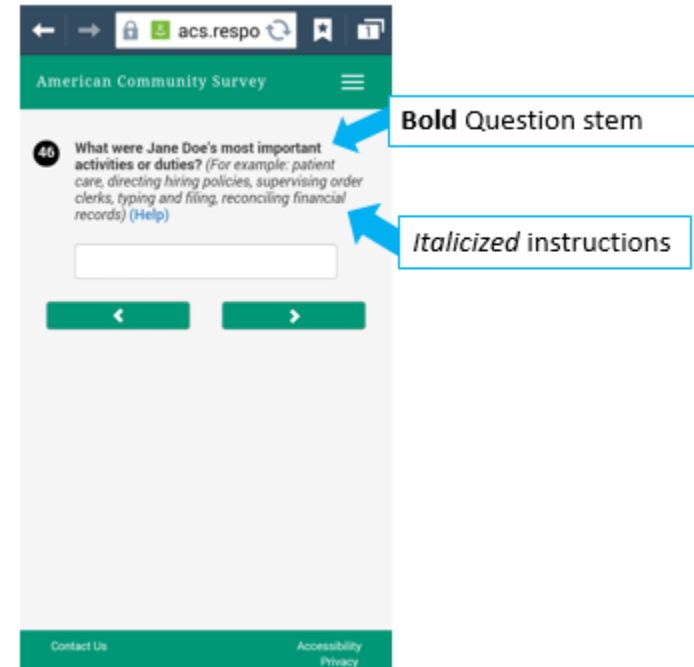 acs.respo
1
American Community Survey
46 What were Jane Doe's most important
activities or duties? (For example: patient
care, directing hiring policies, supervising order
clerks, typing and filing, reconciling financial
records) (Help)
Bold Question stem
Italicized instructions
Contact Us
Accessibility
Privacy